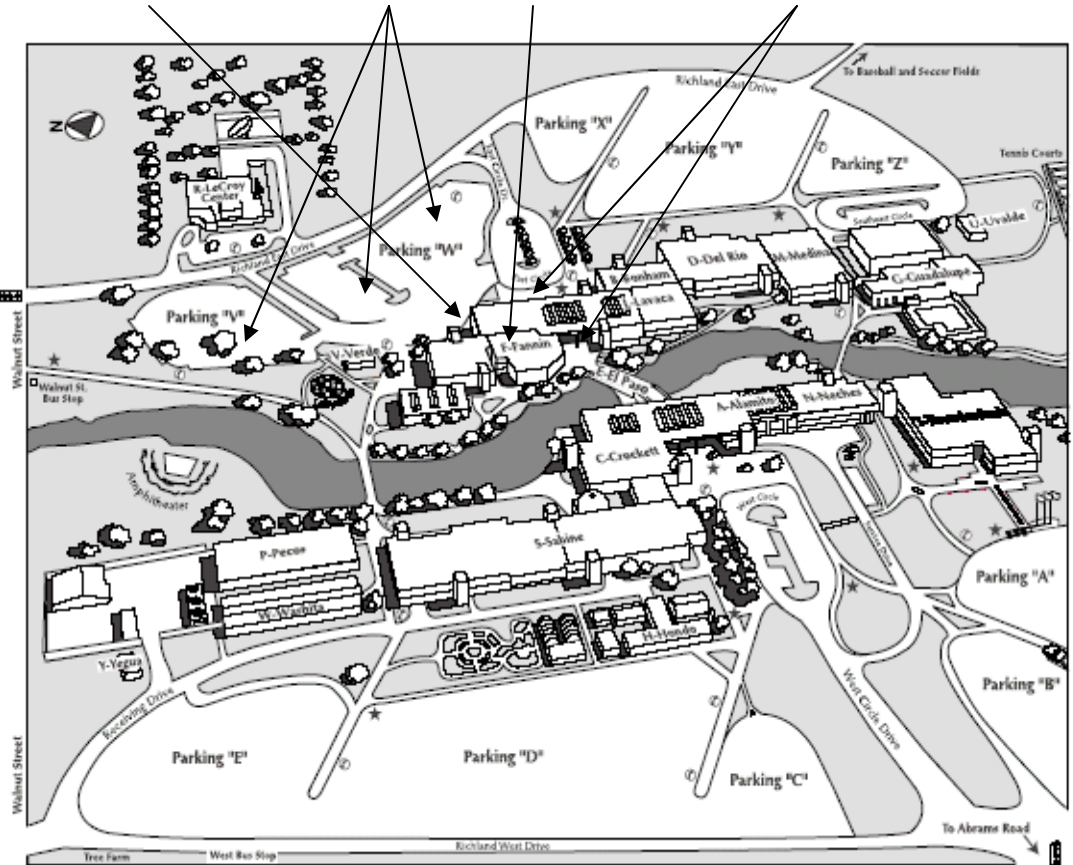 To Baseball and Soccer Fields
Richland East Drive
Parking "X"
Parking "Y"
Parking "Z"
Tennis Courts
N
R-LeCroy
Center
Southeast Circle
U-Uvalde
Parking "W"
Richland East Drive
D-Del Rio
M-Medina
G-Guadalupe
B-Bonham
L-Lavaca
Parking "V"
F-Fannin
V-Verde
Walnut Street
Walnut St.
Bus Stop
E-El Paso
A-Alamito
N-Neches
C-Crockett
Amphitheater
West Circle
S-Sabine
P-Pecos
Parking "A"
W-Washita
H-Hondo
Y-Yegua
Parking "B"
Receiving Drive
West Circle Drive
Parking "E"
Parking "D"
Parking "C"
Walnut Street
To Abrams Road
Richland West Drive
Tree Farm
West Bus Stop